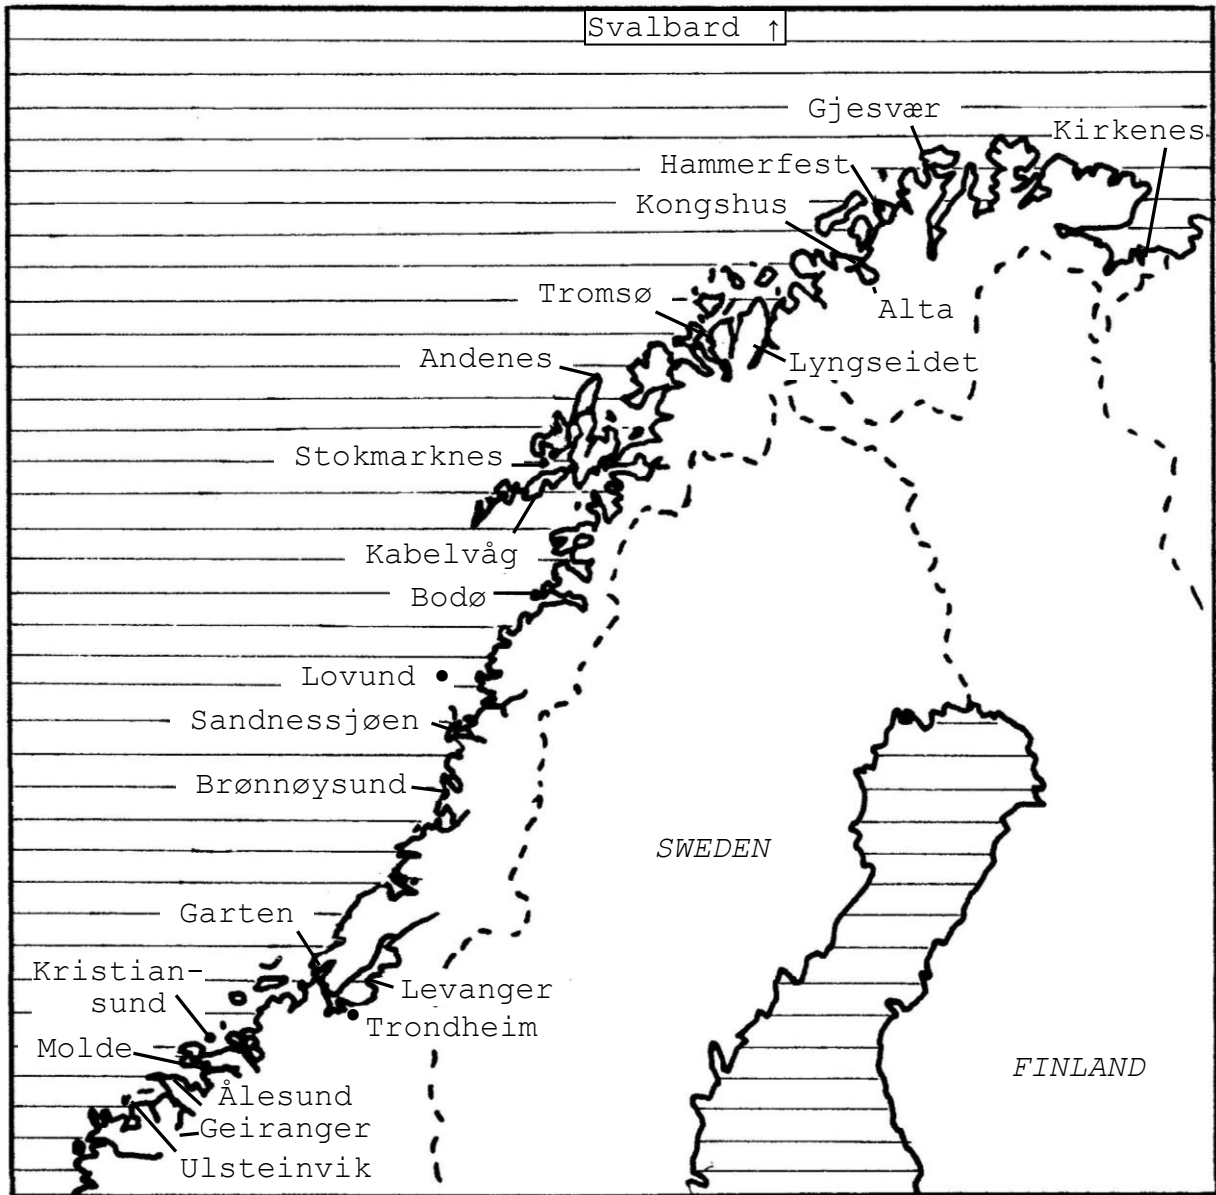 Svalbard ↑
Gjesvær
Kirkenes
Hammerfest
Kongshus
Tromsø
Alta
Andenes
Lyngseidet
Stokmarknes
Kabelvåg
Bodø
Lovund
Sandnessjøen
Brønnøysund
SWEDEN
Garten
Kristian-
sund
Levanger
Trondheim
Molde
FINLAND
Ålesund
Geiranger
Ulsteinvik